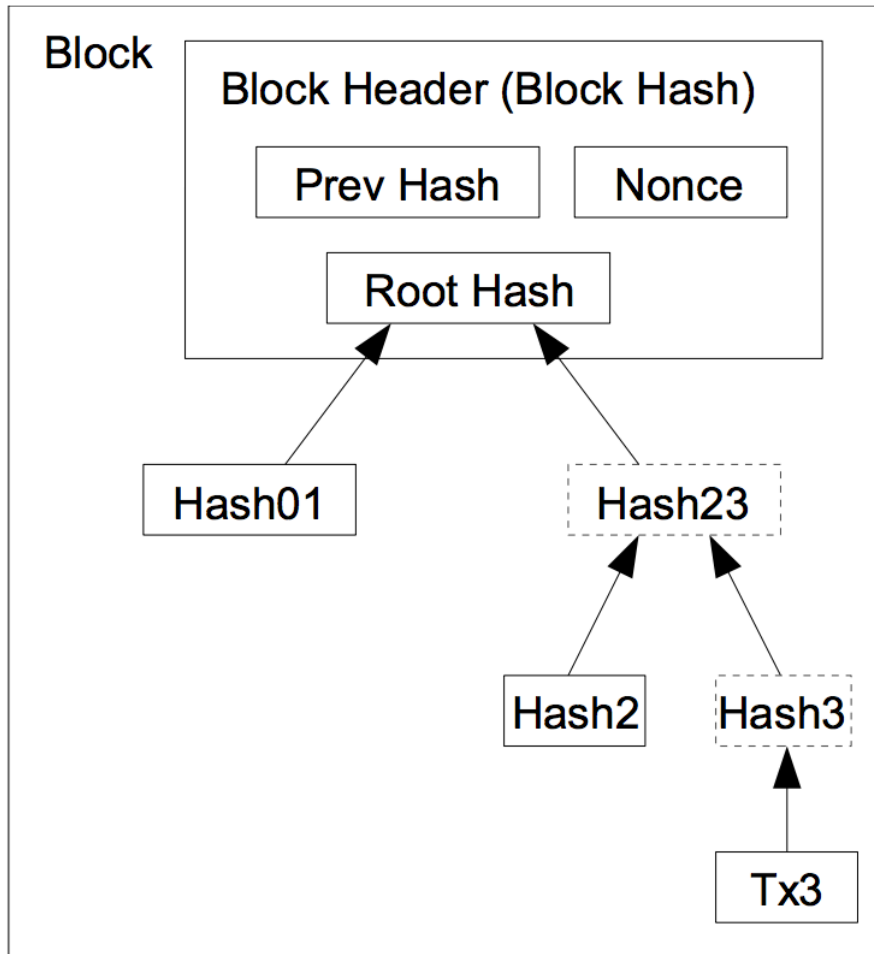 Block
Block Header (Block Hash)
Prev Hash
Nonce
Root Hash
Hash01
Hash23
Hash2
Hash3
Tx3